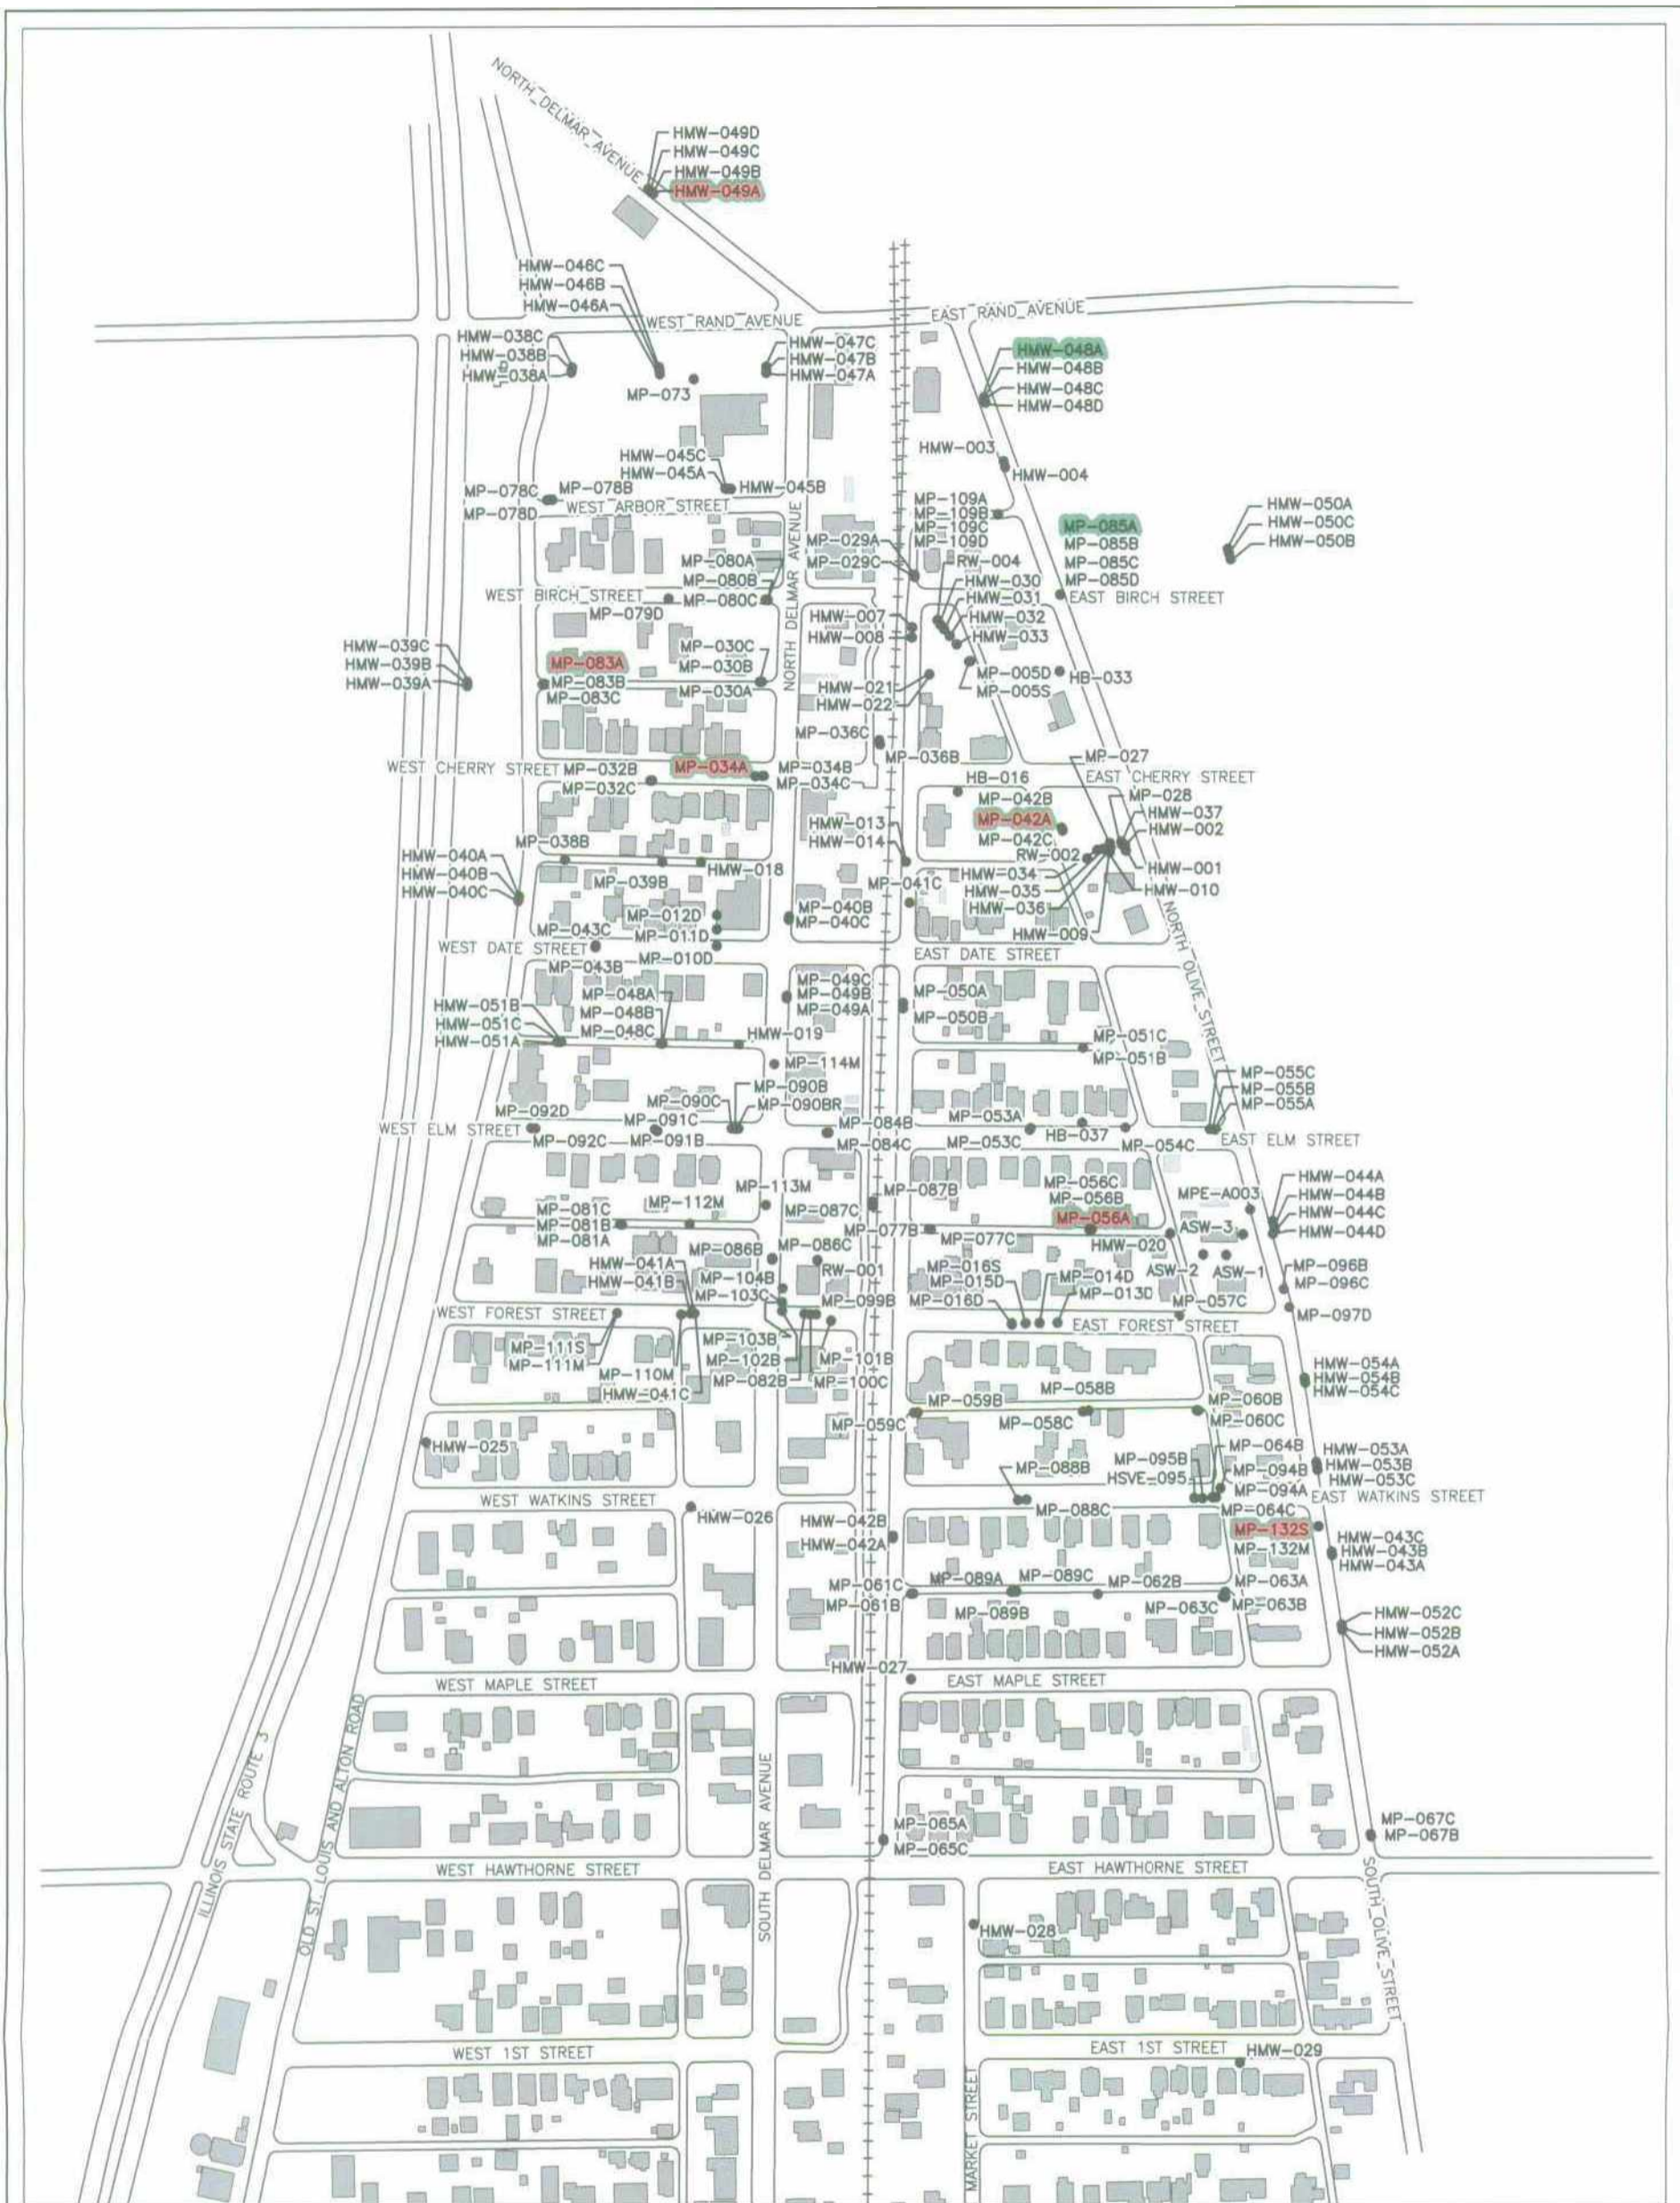 NORTH DELMAR AVENUE
HMW-049D
HMW-049C
HMW-049B
HMW-049A
HMW-046C
HMW-046B
HMW-046A
WEST RAND AVENUE
EAST RAND AVENUE
HMW-038C
HMW-038B
HMW-038A
HMW-047C
HMW-047B
HMW-047A
MP-073
HMW-048A
HMW-048B
HMW-048C
HMW-048D
HMW-003
HMW-004
HMW-045C
HMW-045A
HMW-045B
MP-078C
MP-078B
MP-078D
WEST ARBOR STREET
NORTH DELMAR AVENUE
MP-109A
MP-109B
MP-109C
MP-109D
MP-029A
MP-029C
MP-085A
MP-085B
MP-085C
MP-085D
HMW-050A
HMW-050C
HMW-050B
MP-080A
MP-080B
MP-080C
RW-004
HMW-030
HMW-031
HMW-032
HMW-033
WEST BIRCH STREET
EAST BIRCH STREET
MP-079D
HMW-007
HMW-008
HMW-039C
HMW-039B
HMW-039A
MP-083A
MP-083B
MP-083C
MP-030C
MP-030B
MP-030A
HMW-021
HMW-022
MP-005D
MP-005S
HB-033
MP-036C
MP-036B
MP-027
WEST CHERRY STREET
MP-032B
MP-032C
MP-034A
MP-034B
MP-034C
HB-016
EAST CHERRY STREET
MP-042B
MP-042A
MP-042C
MP-028
HMW-037
HMW-002
HMW-013
HMW-014
RW-002
HMW-001
HMW-010
HMW-034
HMW-035
HMW-036
HMW-009
MP-038B
HMW-040A
HMW-040B
HMW-040C
HMW-018
MP-039B
MP-041C
MP-012D
MP-011D
MP-010D
MP-040B
MP-040C
MP-043C
MP-043B
WEST DATE STREET
EAST DATE STREET
NORTH OLIVE STREET
MP-048A
MP-048B
MP-048C
MP-049C
MP-049B
MP-049A
MP-050A
MP-050B
HMW-051B
HMW-051C
HMW-051A
HMW-019
MP-051C
MP-051B
MP-114M
MP-055C
MP-055B
MP-055A
MP-090B
MP-090C
MP-090BR
MP-092D
MP-091C
MP-084B
MP-053A
WEST ELM STREET
MP-092C
MP-091B
MP-084C
MP-053C
HB-037
MP-054C
EAST ELM STREET
MP-113M
MP-087B
MP-087C
MP-056C
MP-056B
MP-056A
MPE-A003
HMW-044A
HMW-044B
HMW-044C
HMW-044D
MP-081C
MP-081B
MP-081A
MP-112M
MP-077B
MP-077C
HMW-020
ASW-3
ASW-2
ASW-1
MP-096B
MP-096C
MP-097D
HMW-041A
HMW-041B
MP-086B
MP-086C
RW-001
MP-104B
MP-103C
MP-099B
MP-016S
MP-015D
MP-016D
MP-014D
MP-013D
MP-057C
WEST FOREST STREET
EAST FOREST STREET
MP-111S
MP-111M
MP-110M
HMW-041C
MP-103B
MP-102B
MP-082B
MP-101B
MP-100C
HMW-054A
HMW-054B
HMW-054C
MP-058B
MP-058C
MP-059B
MP-059C
MP-060B
MP-060C
HMW-025
MP-064B
MP-095B
HSVE-095
MP-094B
MP-094A
MP-064C
HMW-053A
HMW-053B
HMW-053C
MP-088B
MP-088C
WEST WATKINS STREET
EAST WATKINS STREET
HMW-026
HMW-042B
HMW-042A
MP-132S
MP-132M
HMW-043C
HMW-043B
HMW-043A
MP-061C
MP-061B
MP-089A
MP-089C
MP-089B
MP-062B
MP-063A
MP-063C
MP-063B
HMW-052C
HMW-052B
HMW-052A
HMW-027
WEST MAPLE STREET
EAST MAPLE STREET
ILLINOIS STATE ROUTE 3
OLD ST. LOUIS AND ALTON ROAD
SOUTH DELMAR AVENUE
MP-065A
MP-065C
MP-067C
MP-067B
WEST HAWTHORNE STREET
EAST HAWTHORNE STREET
SOUTH OLIVE STREET
HMW-028
WEST 1ST STREET
EAST 1ST STREET
HMW-029
MARKET STREET